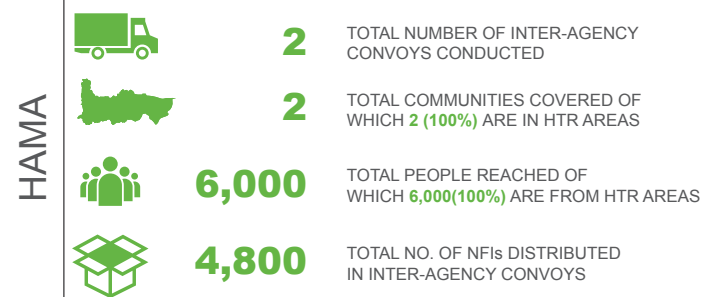 HAMA
2
TOTAL NUMBER OF INTER-AGENCY
CONVOYS CONDUCTED
2
TOTAL COMMUNITIES COVERED OF
WHICH 2 (100%) ARE IN HTR AREAS
6,000
TOTAL PEOPLE REACHED OF
WHICH 6,000(100%) ARE FROM HTR AREAS
4,800
TOTAL NO. OF NFIs DISTRIBUTED
IN INTER-AGENCY CONVOYS